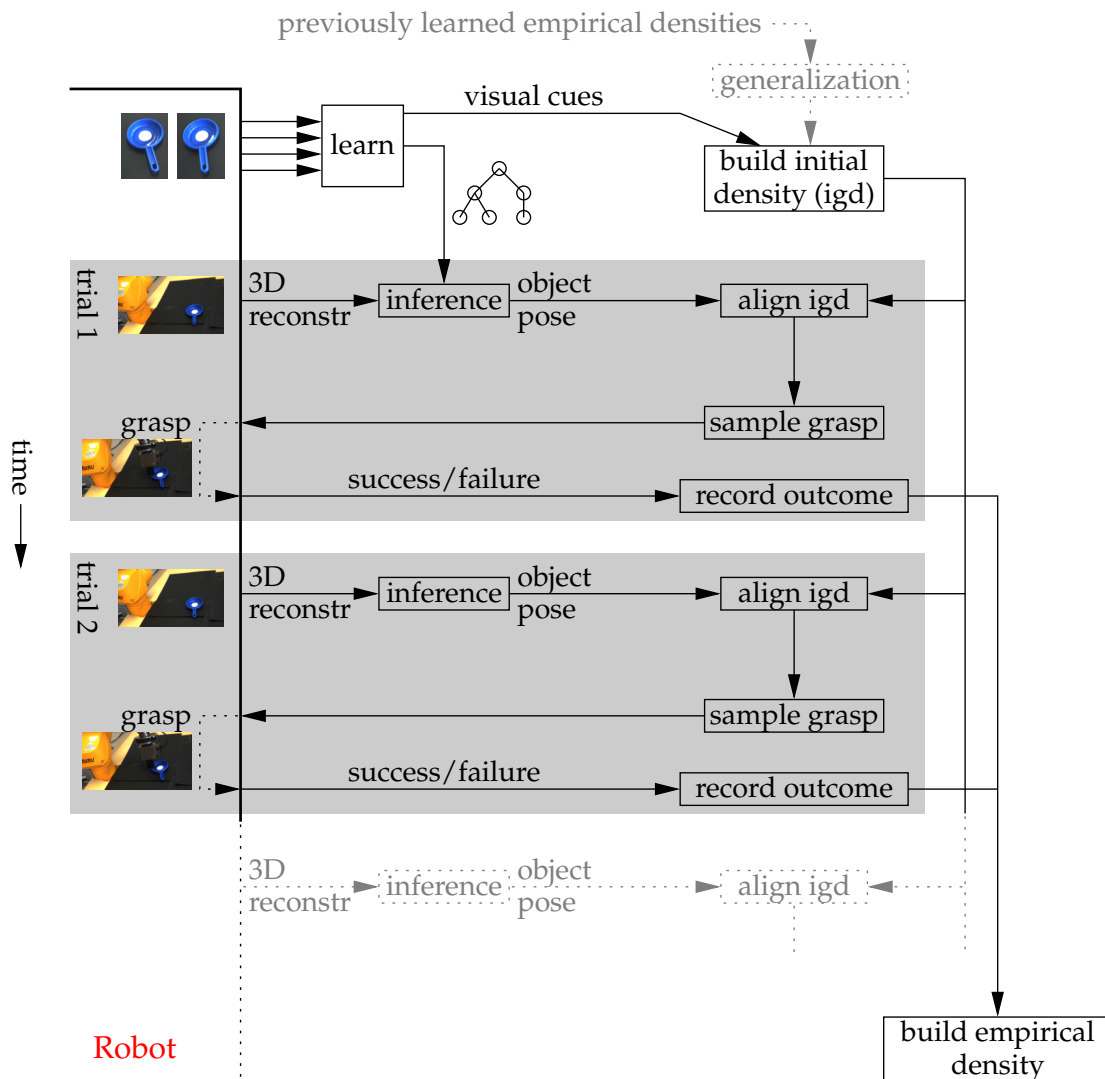 previously learned empirical densities
generalization
visual cues
learn
build initial
density (igd)
trial 1
3D
reconstr
inference
object
pose
align igd
grasp
sample grasp
time
success/failure
record outcome
trial 2
3D
reconstr
inference
object
pose
align igd
grasp
sample grasp
success/failure
record outcome
3D
reconstr
inference
object
pose
align igd
Robot
build empirical
density